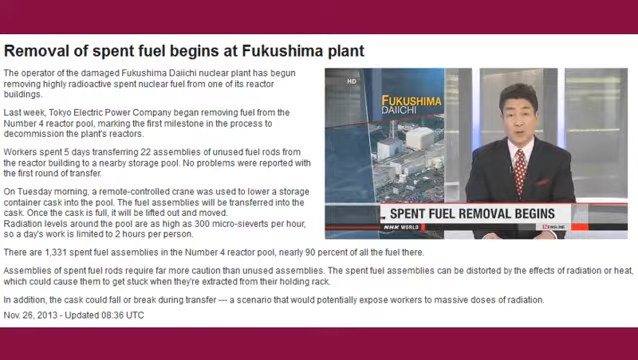 Removal of spent fuel begins at Fukushima plant
The operator of the damaged Fukushima Daiichi nuclear plant has begun
removing highly radioactive spent nuclear fuel from one of its reactor
buildings.
Last week, Tokyo Electric Power Company began removing fuel from the
Number 4 reactor pool, marking the first milestone in the process to
decommission the plant's reactors.
Workers spent 5 days transferring 22 assemblies of unused fuel rods from
the reactor building to a nearby storage pool. No problems were reported with
the first round of transfer.
On Tuesday morning, a remote-controlled crane was used to lower a storage
container cask into the pool. The fuel assemblies will be transferred into the
cask. Once the cask is full, it will be lifted out and moved.
Radiation levels around the pool are as high as 300 micro-sieverts per hour,
so a day's work is limited to 2 hours per person.
HD
FUKUSHIMA
DAIICHI
SPENT FUEL REMOVAL BEGINS
NHK WORLD
NEWSLINE
There are 1,331 spent fuel assemblies in the Number 4 reactor pool, nearly 90 percent of all the fuel there.
Assemblies of spent fuel rods require far more caution than unused assemblies. The spent fuel assemblies can be distorted by the effects of radiation or heat,
which could cause them to get stuck when they're extracted from their holding rack.
In addition, the cask could fall or break during transfer — a scenario that would potentially expose workers to massive doses of radiation.
Nov. 26, 2013 - Updated 08:36 UTC